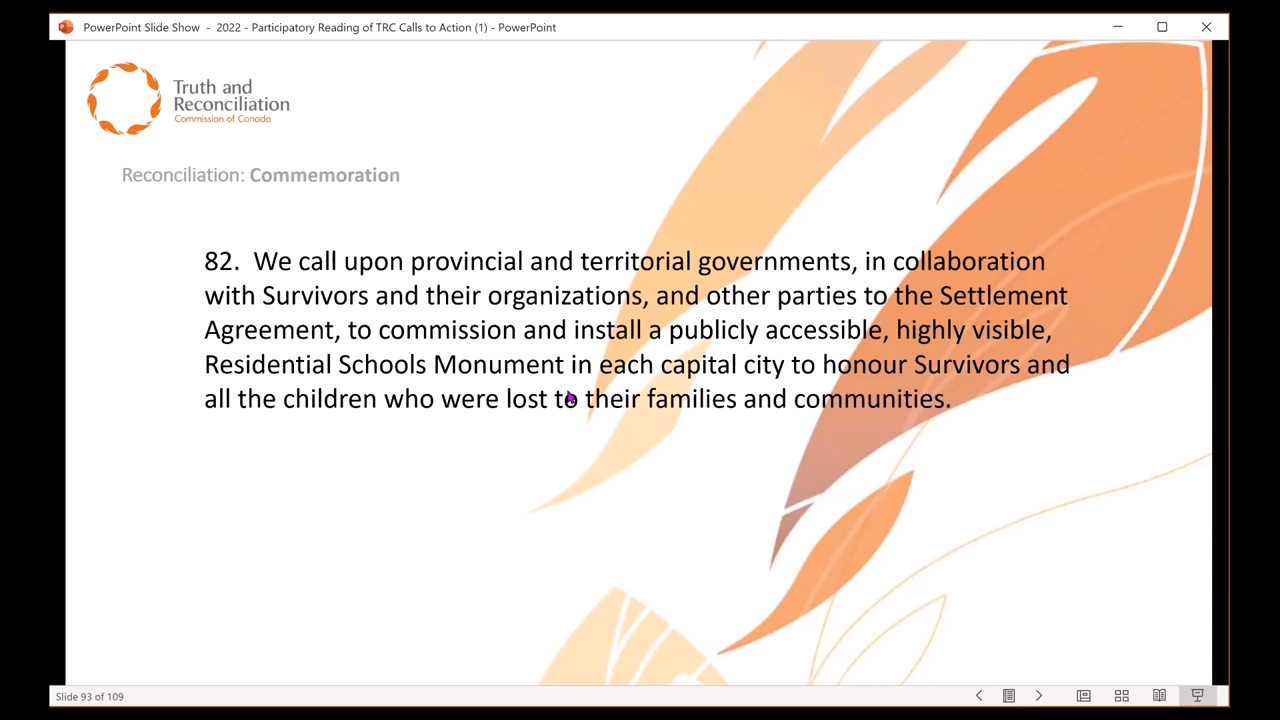 PowerPoint Slide Show - 2022 - Participatory Reading of TRC Calls to Action (1) - PowerPoint
Truth and
Reconciliation
Commission of Canada
Reconciliation: Commemoration
82. We call upon provincial and territorial governments, in collaboration
with Survivors and their organizations, and other parties to the Settlement
Agreement, to commission and install a publicly accessible, highly visible,
Residential Schools Monument in each capital city to honour Survivors and
all the children who were lost to their families and communities.
Slide 93 of 109